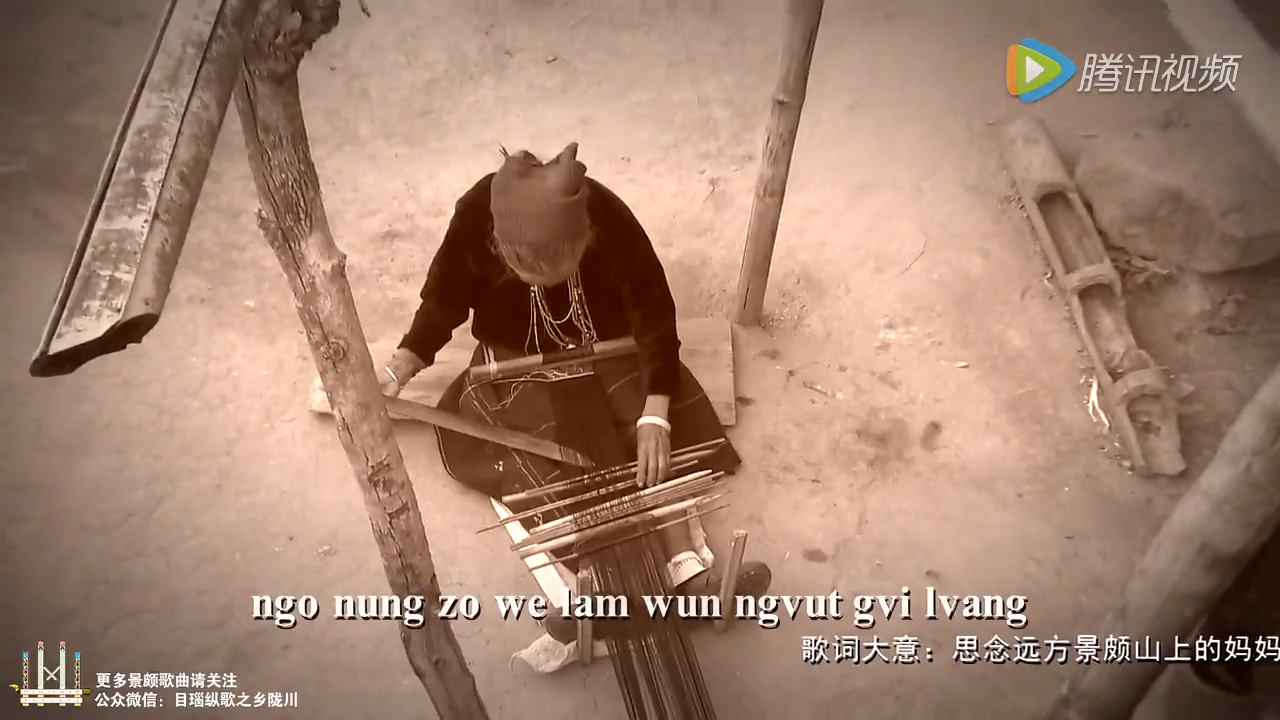 腾讯视频
ngo nung zo we lam wun ngvut gvi lvang
歌词大意：思念远方景颇山上的妈妈
更多景颇歌曲请关注
公众微信：目瑙纵歌之乡陇川